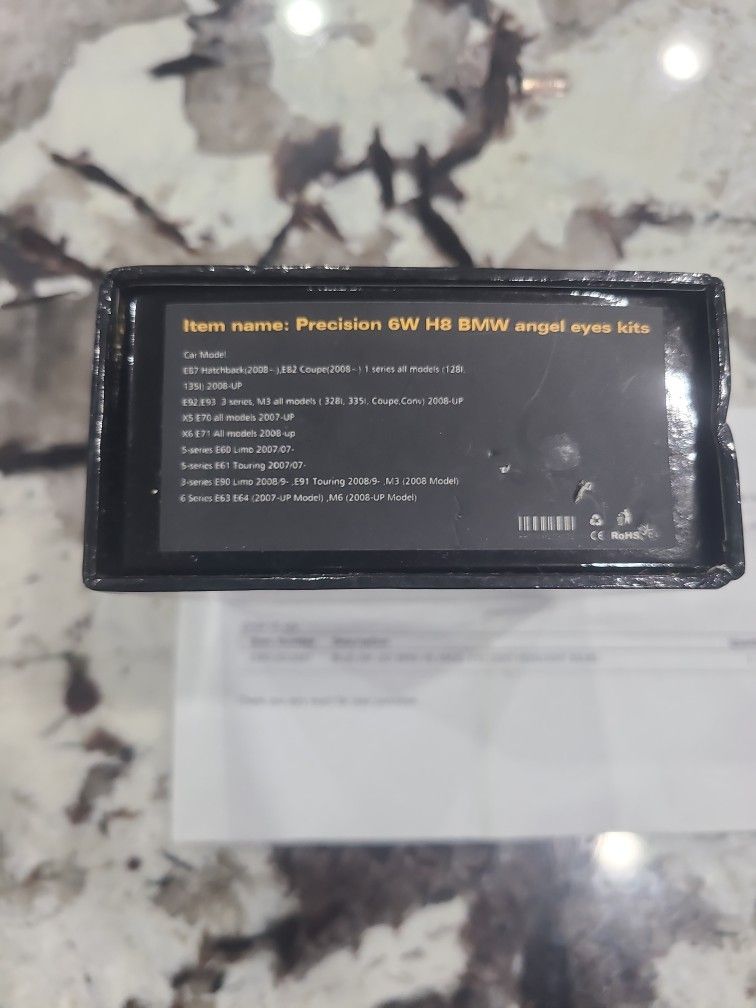 Item name: Precision 6W H8 BMW angel eyes kits
Car Model
E87 Hatchback(2008~ ),E82 Coupe(2008~ ) 1 series all models (128I,
135I) 2008-UP
E92,E93 3 series, M3 all models ( 328I, 335I, Coupe,Conv) 2008-UP
X5 E70 all models 2007-UP
X6 E71 All models 2008-up
5-series E60 Limo 2007/07-
5-series E61 Touring 2007/07-
3-series E90 Limo 2008/9- ,E91 Touring 2008/9- ,M3 (2008 Model)
6 Series E63 E64 (2007-UP Model) ,M6 (2008-UP Model)
CE RoHS